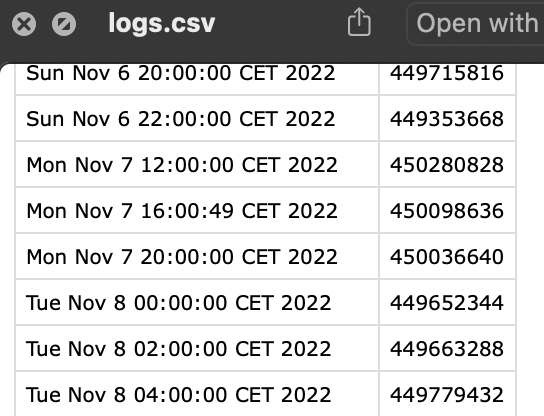 logs.csv
Open with
Sun Nov 6 20:00:00 CET 2022 449715816
Sun Nov 6 22:00:00 CET 2022 449353668
Mon Nov 7 12:00:00 CET 2022 450280828
Mon Nov 7 16:00:49 CET 2022 450098636
Mon Nov 7 20:00:00 CET 2022 450036640
Tue Nov 8 00:00:00 CET 2022 449652344
Tue Nov 8 02:00:00 CET 2022 449663288
Tue Nov 8 04:00:00 CET 2022 449779432